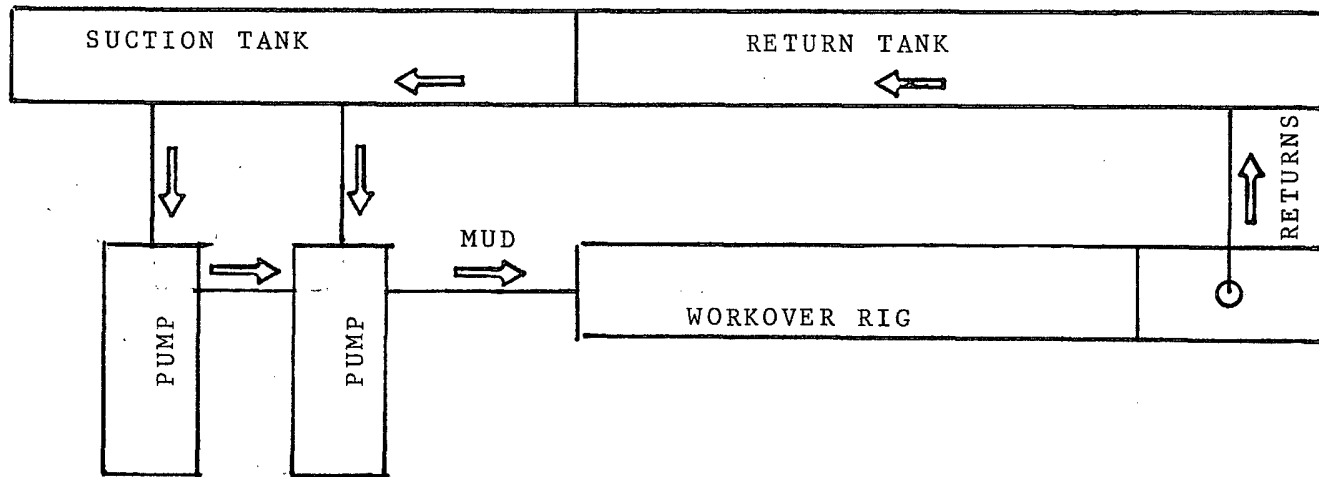 SUCTION TANK
RETURN TANK
RETURNS
MUD
PUMP
PUMP
WORKOVER RIG